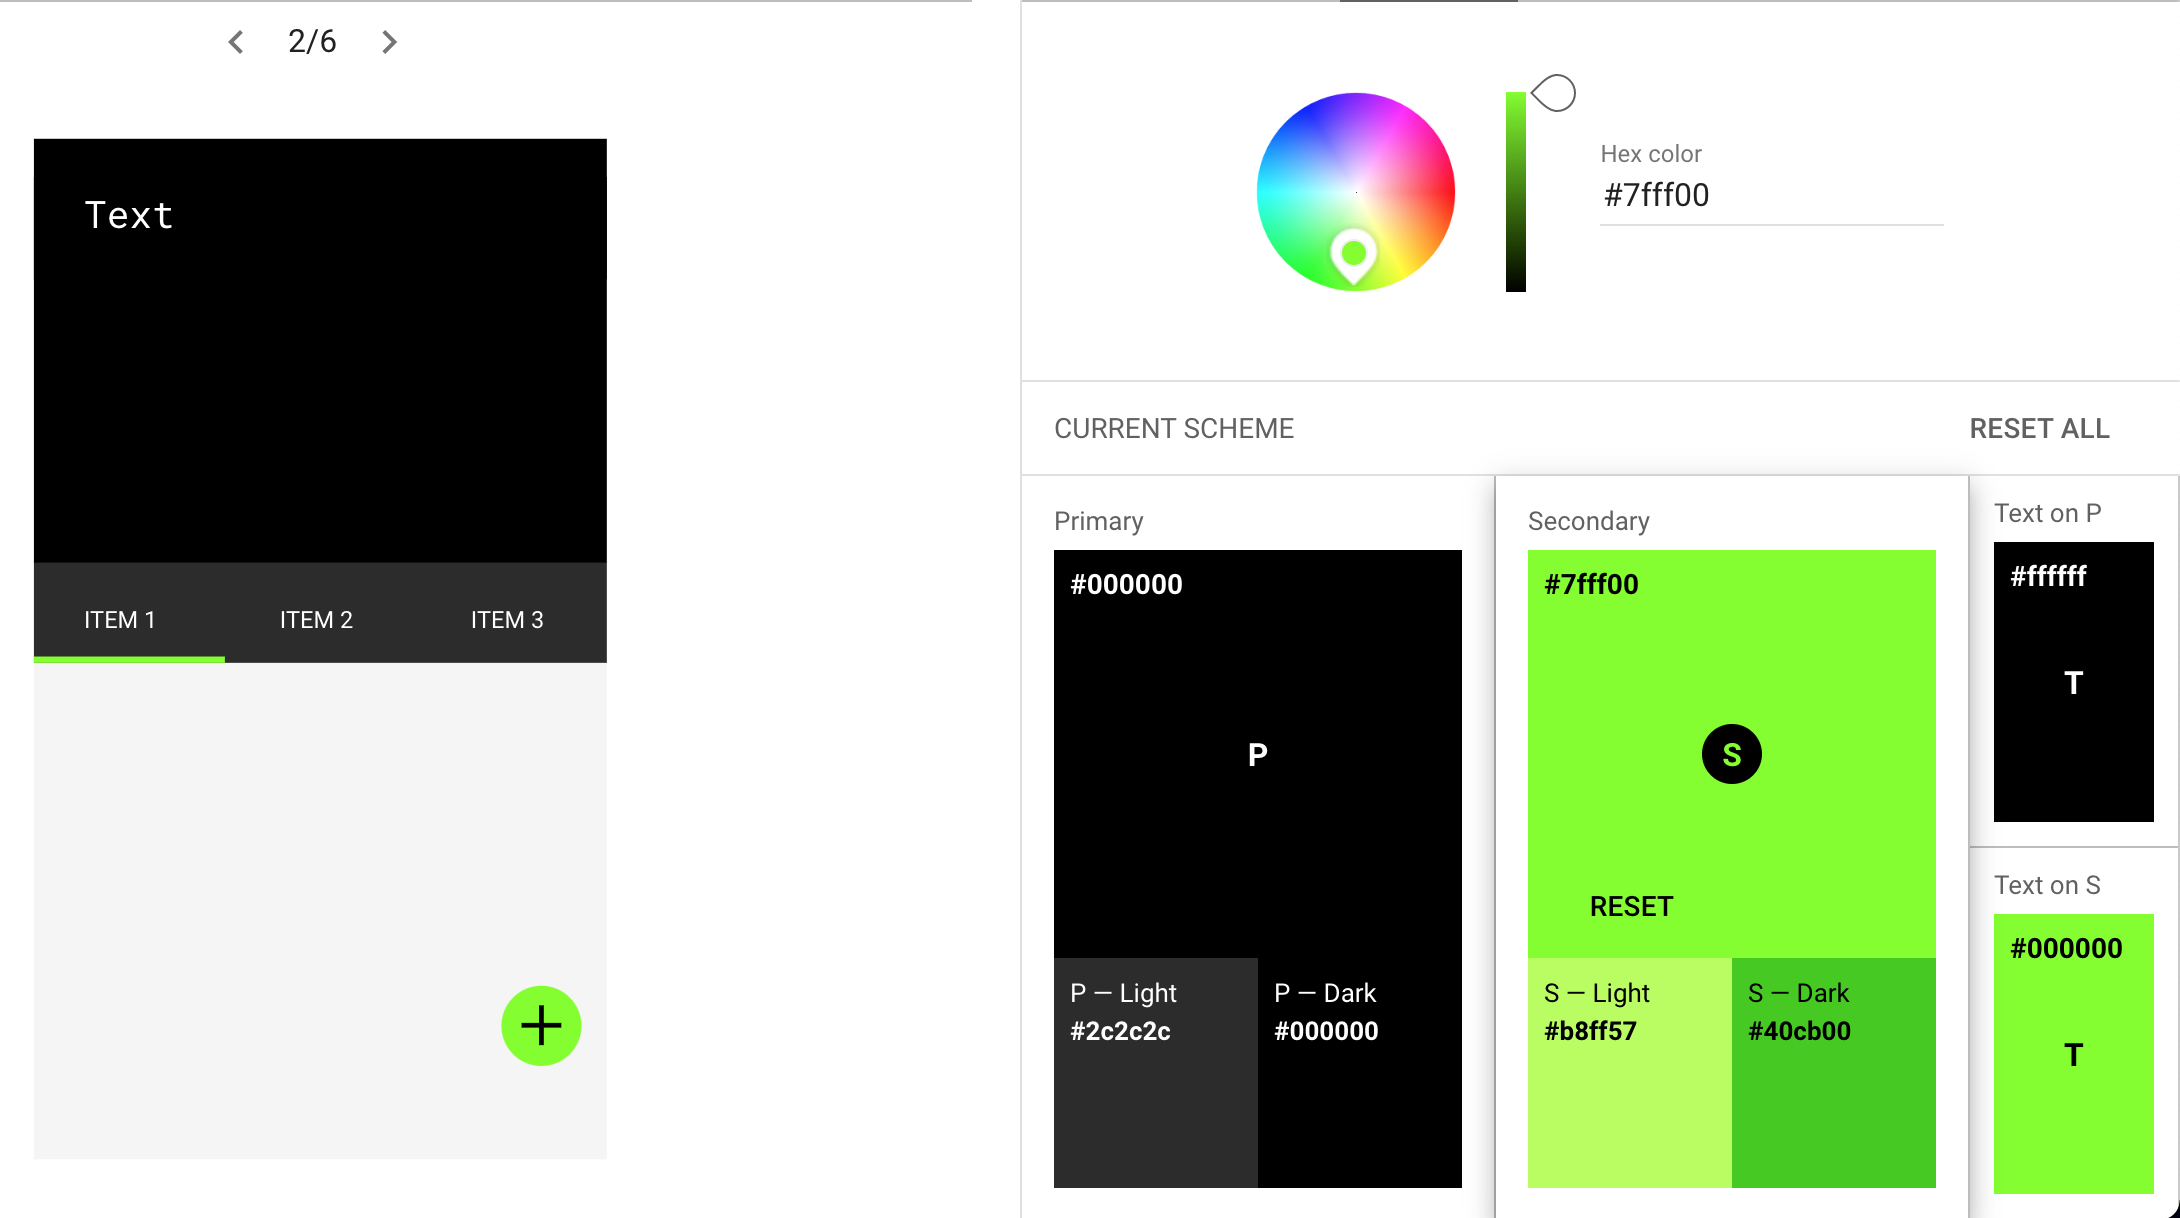 2/6
Text
ITEM 1 ITEM 2 ITEM 3
Hex color
#7fff00
CURRENT SCHEME RESET ALL
Primary
#000000
P
P — Light
#2c2c2c
P — Dark
#000000
Secondary
#7fff00
S
RESET
S — Light
#b8ff57
S — Dark
#40cb00
Text on P
#ffffff
T
Text on S
#000000
T